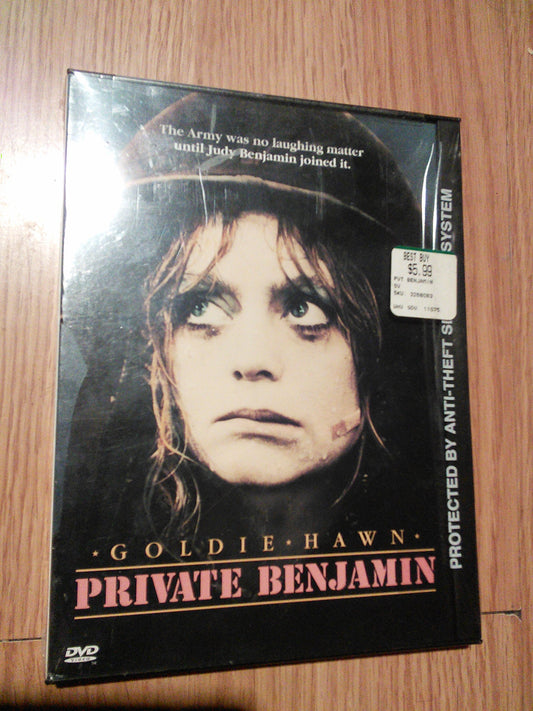 The Army was no laughing matter
until Judy Benjamin joined it.
BEST BUY
$5.99
PVT BENJAMIN
SKU
PROTECTED BY ANTI-THEFT
SYSTEM
GOLDIE • HAWN
PRIVATE BENJAMIN
DVD
VIDEO